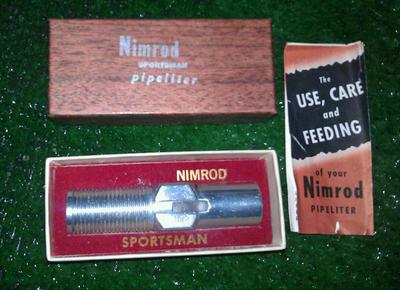 Nimrod
SPORTSMAN
pipeliter
The
USE, CARE
and
FEEDING
of your
Nimrod
PIPELITER
NIMROD
SPORTSMAN